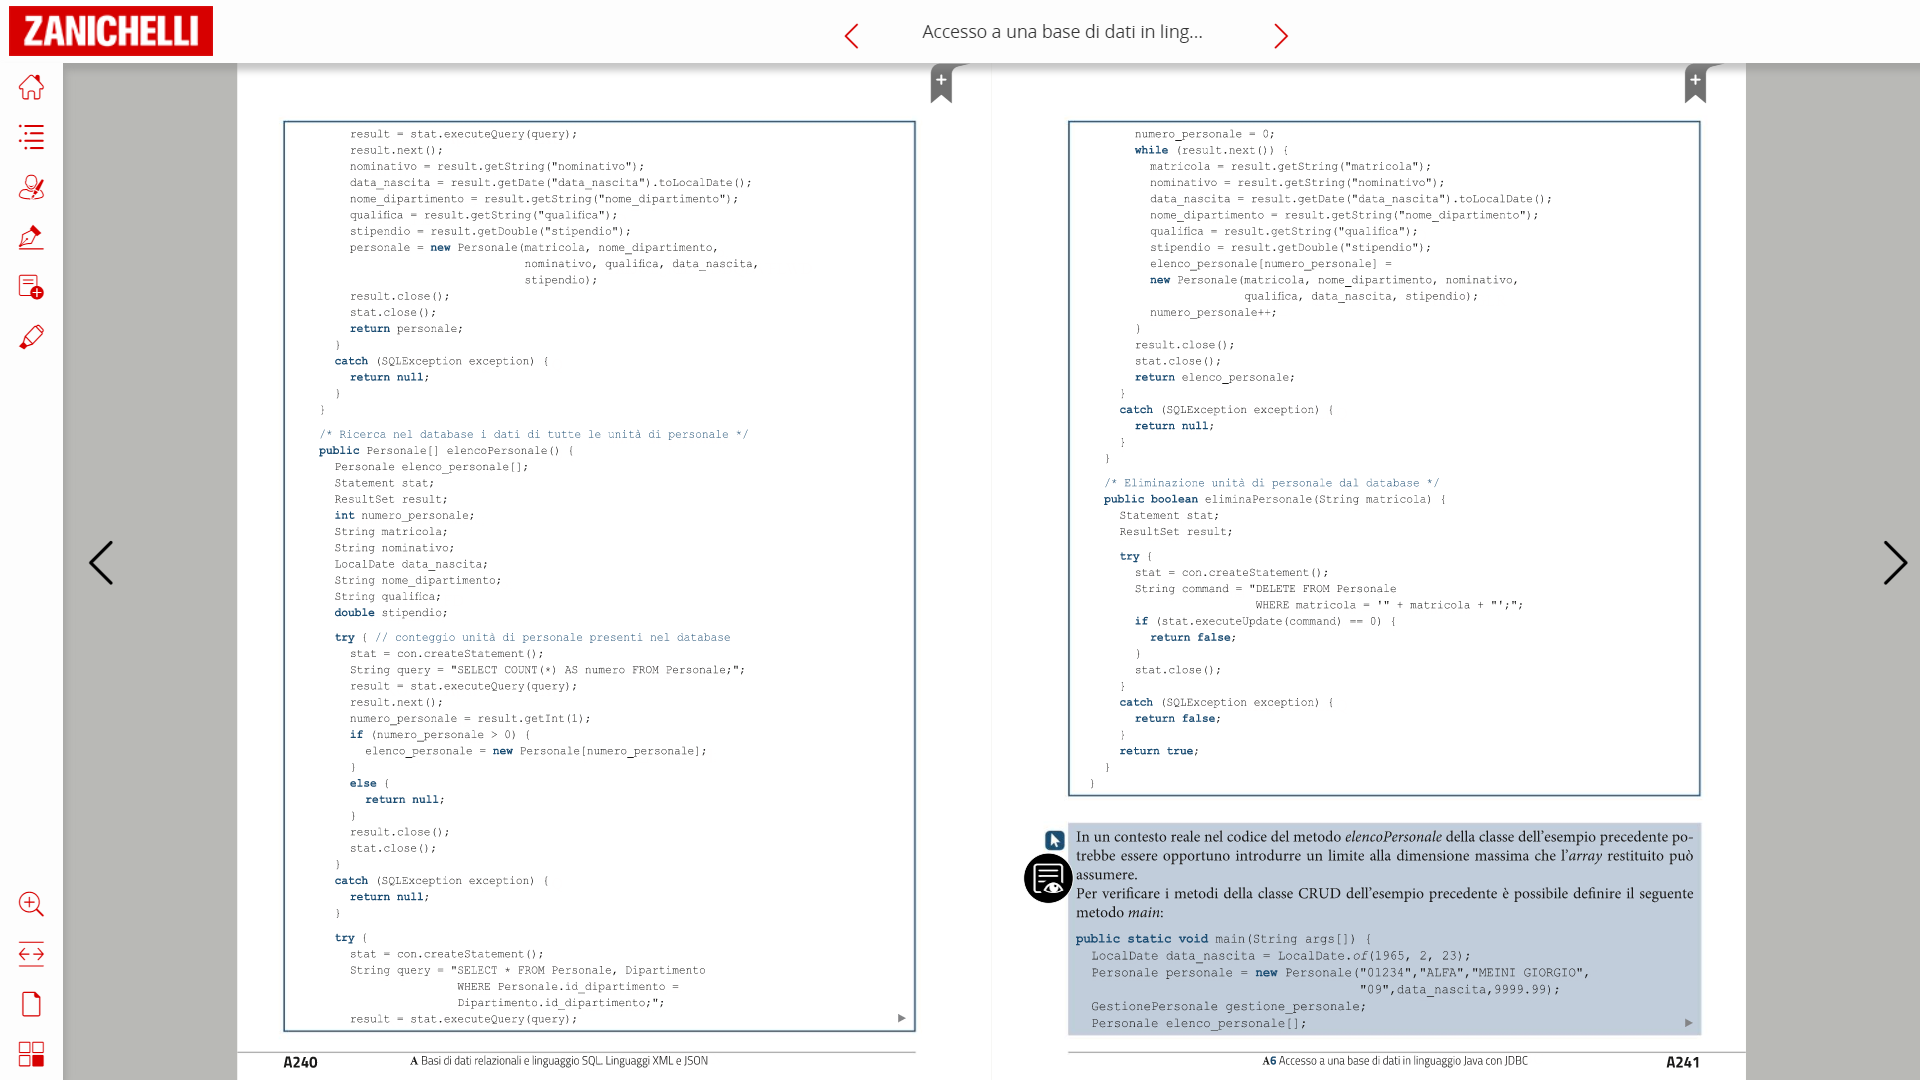 ZANICHELLI
Accesso a una base di dati in ling...
result = stat.executeQuery(query);
result.next();
nominativo = result.getString("nominativo");
data_nascita = result.getDate("data_nascita").toLocalDate();
nome_dipartimento = result.getString("nome_dipartimento");
qualifica = result.getString("qualifica");
stipendio = result.getDouble("stipendio");
personale = new Personale(matricola, nome_dipartimento,
nominativo, qualifica, data_nascita,
stipendio);
result.close();
stat.close();
return personale;
}
catch (SQLException exception) {
return null;
}
}
/* Ricerca nel database i dati di tutte le unità di personale */
public Personale[] elencoPersonale() {
Personale elenco_personale[];
Statement stat;
ResultSet result;
int numero_personale;
String matricola;
String nominativo;
LocalDate data_nascita;
String nome_dipartimento;
String qualifica;
double stipendio;
try { // conteggio unità di personale presenti nel database
stat = con.createStatement();
String query = "SELECT COUNT(*) AS numero FROM Personale;";
result = stat.executeQuery(query);
result.next();
numero_personale = result.getInt(1);
if (numero_personale > 0) {
elenco_personale = new Personale[numero_personale];
}
else {
return null;
}
result.close();
stat.close();
}
catch (SQLException exception) {
return null;
}
try {
stat = con.createStatement();
String query = "SELECT * FROM Personale, Dipartimento
WHERE Personale.id_dipartimento =
Dipartimento.id_dipartimento;";
result = stat.executeQuery(query);
A240 A Basi di dati relazionali e linguaggio SQL. Linguaggi XML e JSON
numero_personale = 0;
while (result.next()) {
matricola = result.getString("matricola");
nominativo = result.getString("nominativo");
data_nascita = result.getDate("data_nascita").toLocalDate();
nome_dipartimento = result.getString("nome_dipartimento");
qualifica = result.getString("qualifica");
stipendio = result.getDouble("stipendio");
elenco_personale[numero_personale] =
new Personale(matricola, nome_dipartimento, nominativo,
qualifica, data_nascita, stipendio);
numero_personale++;
}
result.close();
stat.close();
return elenco_personale;
}
catch (SQLException exception) {
return null;
}
}
/* Eliminazione unità di personale dal database */
public boolean eliminaPersonale(String matricola) {
Statement stat;
ResultSet result;
try {
stat = con.createStatement();
String command = "DELETE FROM Personale
WHERE matricola = '" + matricola + "';";
if (stat.executeUpdate(command) == 0) {
return false;
}
stat.close();
}
catch (SQLException exception) {
return false;
}
return true;
}
}
In un contesto reale nel codice del metodo elencoPersonale della classe dell'esempio precedente po-
trebbe essere opportuno introdurre un limite alla dimensione massima che l'array restituito può
assumere.
Per verificare i metodi della classe CRUD dell'esempio precedente è possibile definire il seguente
metodo main:
public static void main(String args[]) {
LocalDate data_nascita = LocalDate.of(1965, 2, 23);
Personale personale = new Personale("01234","ALFA","MEINI GIORGIO",
"09",data_nascita,9999.99);
GestionePersonale gestione_personale;
Personale elenco_personale[];
A6 Accesso a una base di dati in linguaggio Java con JDBC A241